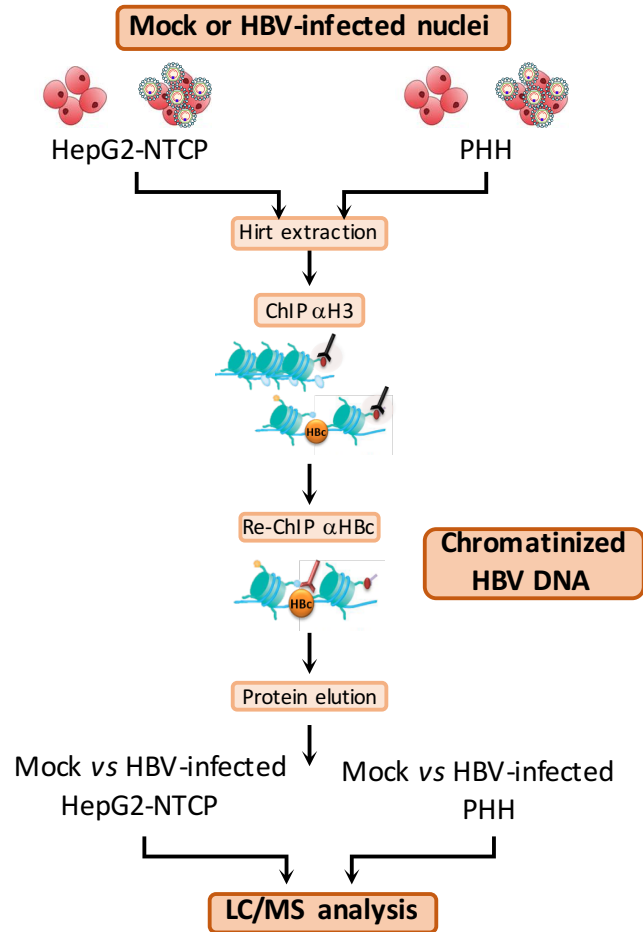 Mock or HBV-infected nuclei
HepG2-NTCP
PHH
Hirt extraction
ChIP αH3
HBc
Re-ChIP αHBc
HBc
Chromatinized
HBV DNA
Protein elution
Mock vs HBV-infected
HepG2-NTCP
Mock vs HBV-infected
PHH
LC/MS analysis